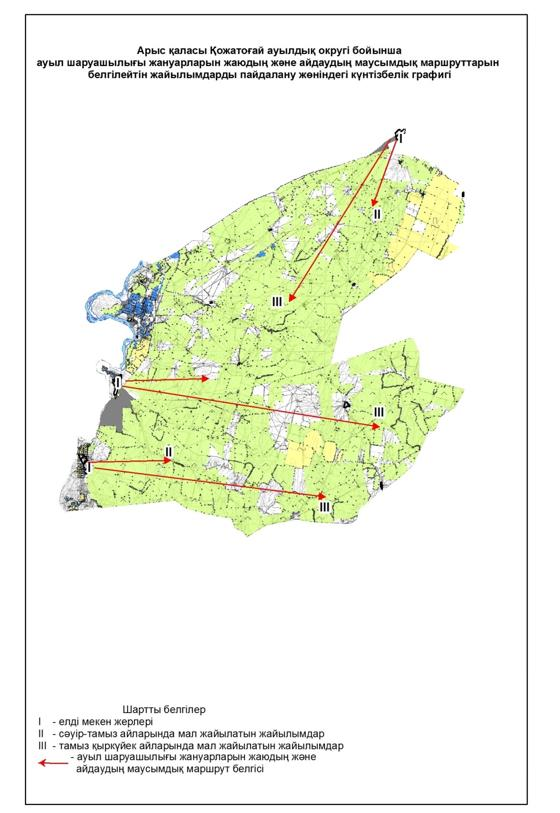 Арыс қаласы Қожатоғай ауылдық округі бойынша
ауыл шаруашылығы жануарларын жаюдың және айдаудың маусымдық маршруттарын
белгілейтін жайылымдарды пайдалану жөніндегі күнтізбелік графигі
I
II
III
I
III
II
I
III
Шартты белгілер
I - елді мекен жерлері
II - сәуір-тамыз айларында мал жайылатын жайылымдар
III - тамыз қыркүйек айларында мал жайылатын жайылымдар
- ауыл шаруашылығы жануарларын жаюдың және
айдаудың маусымдық маршрут белгісі